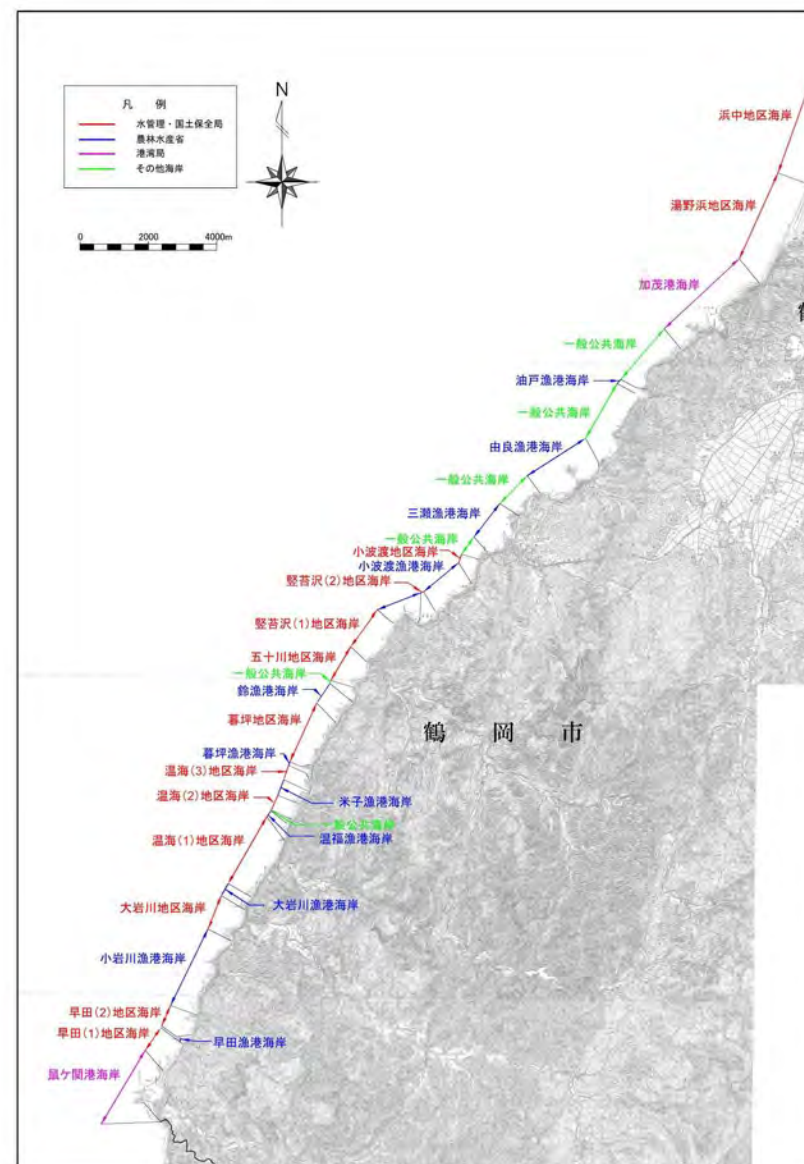 凡 例
水管理・国土保全局
農林水産省
港湾局
その他海岸
N
0 2000 4000m
浜中地区海岸
湯野浜地区海岸
加茂港海岸
一般公共海岸
油戸漁港海岸
一般公共海岸
由良漁港海岸
一般公共海岸
三瀬漁港海岸
一般公共海岸
小波渡地区海岸
小波渡漁港海岸
堅苔沢(2)地区海岸
堅苔沢(1)地区海岸
五十川地区海岸
一般公共海岸
鈴漁港海岸
暮坪地区海岸
鶴 岡 市
暮坪漁港海岸
温海(3)地区海岸
温海(2)地区海岸
米子漁港海岸
一般公共海岸
温福漁港海岸
温海(1)地区海岸
大岩川地区海岸
大岩川漁港海岸
小岩川漁港海岸
早田(2)地区海岸
早田(1)地区海岸
早田漁港海岸
鼠ケ関港海岸